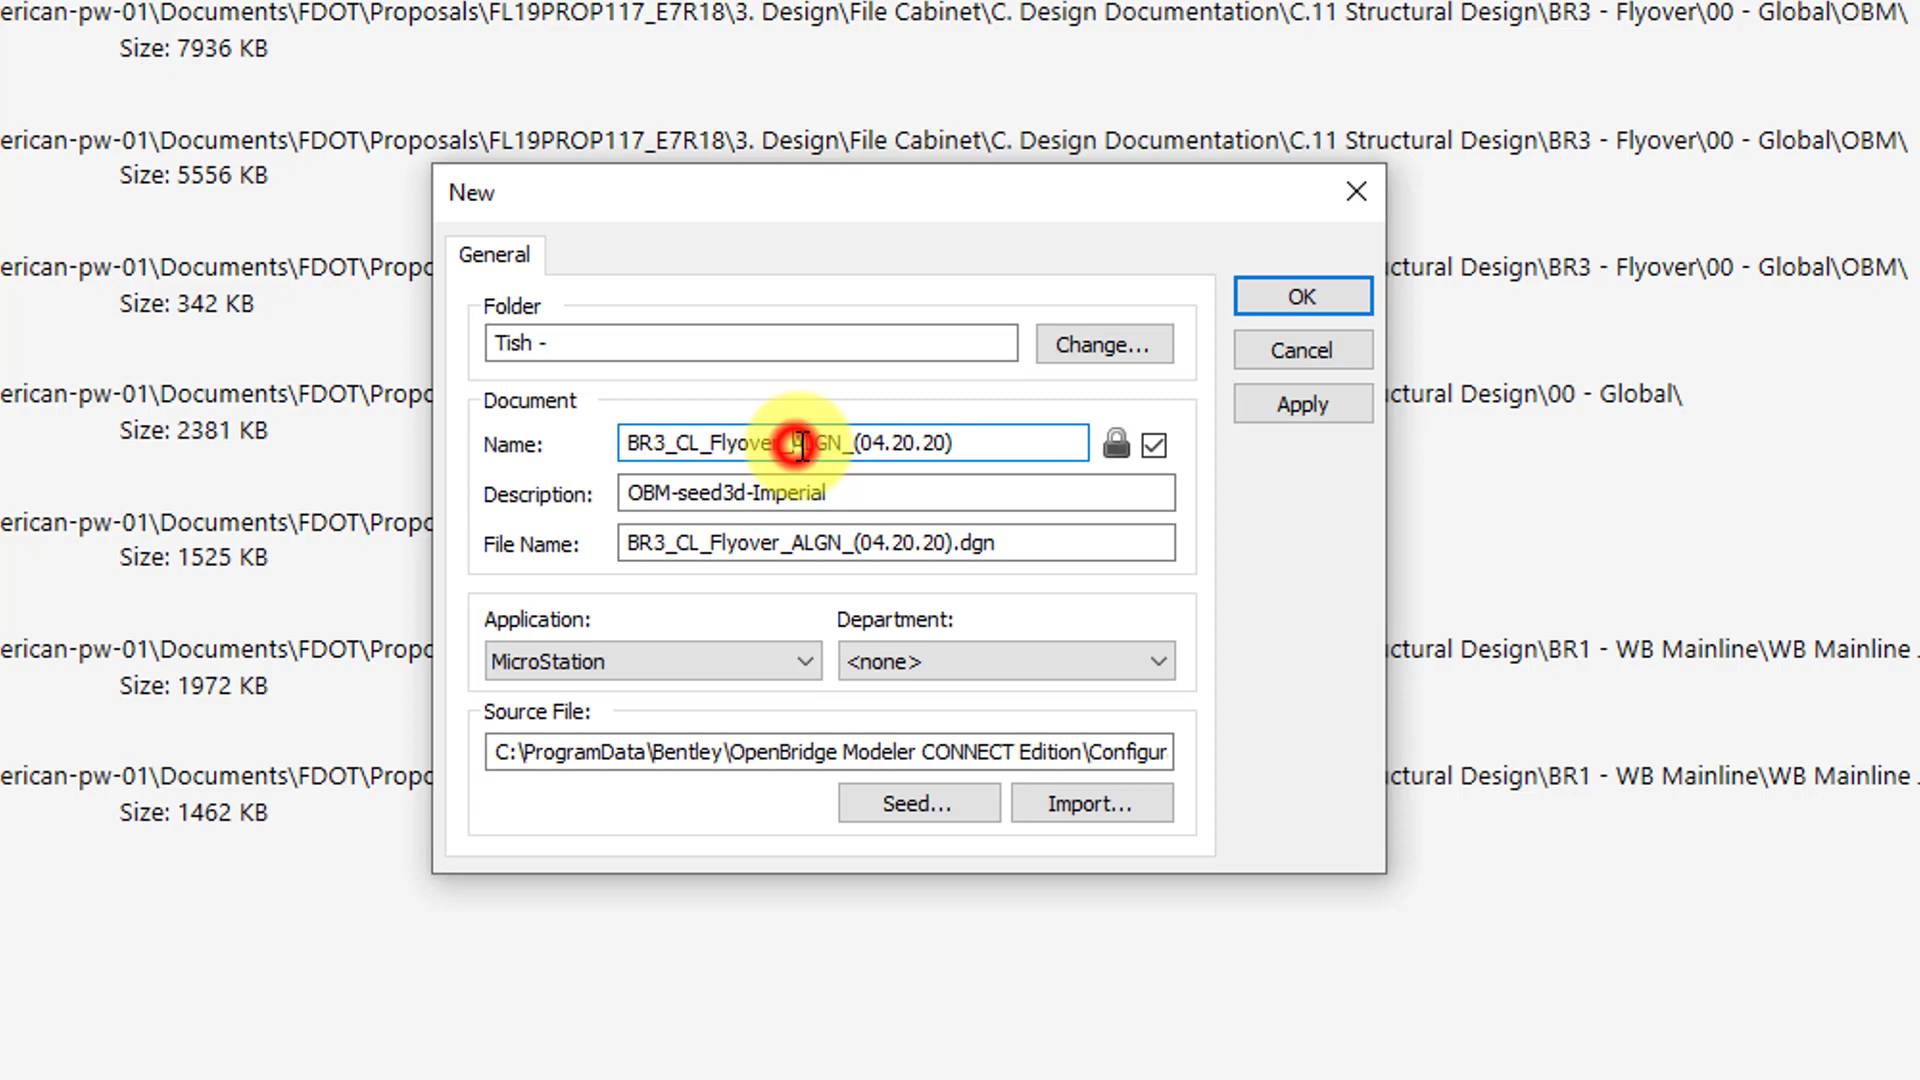 erican-pw-01\Documents\FDOT\Proposals\FL19PROP117_E7R18\3. Design\File Cabinet\C. Design Documentation\C.11 Structural Design\BR3 - Flyover\00 - Global\OBM\
Size: 7936 KB
erican-pw-01\Documents\FDOT\Proposals\FL19PROP117_E7R18\3. Design\File Cabinet\C. Design Documentation\C.11 Structural Design\BR3 - Flyover\00 - Global\OBM\
Size: 5556 KB
New
General
erican-pw-01\Documents\FDOT\Propo
uctural Design\BR3 - Flyover\00 - Global\OBM\
Size: 342 KB
OK
Folder
Tish -
Change...
Cancel
erican-pw-01\Documents\FDOT\Propo
uctural Design\00 - Global\
Size: 2381 KB
Apply
Document
Name: BR3_CL_Flyover_ALGN_(04.20.20)
Description: OBM-seed3d-Imperial
File Name: BR3_CL_Flyover_ALGN_(04.20.20).dgn
erican-pw-01\Documents\FDOT\Propo
Size: 1525 KB
Application: Department:
MicroStation <none>
erican-pw-01\Documents\FDOT\Propo
uctural Design\BR1 - WB Mainline\WB Mainline
Size: 1972 KB
Source File:
C:\ProgramData\Bentley\OpenBridge Modeler CONNECT Edition\Configur
Seed... Import...
erican-pw-01\Documents\FDOT\Propo
uctural Design\BR1 - WB Mainline\WB Mainline
Size: 1462 KB